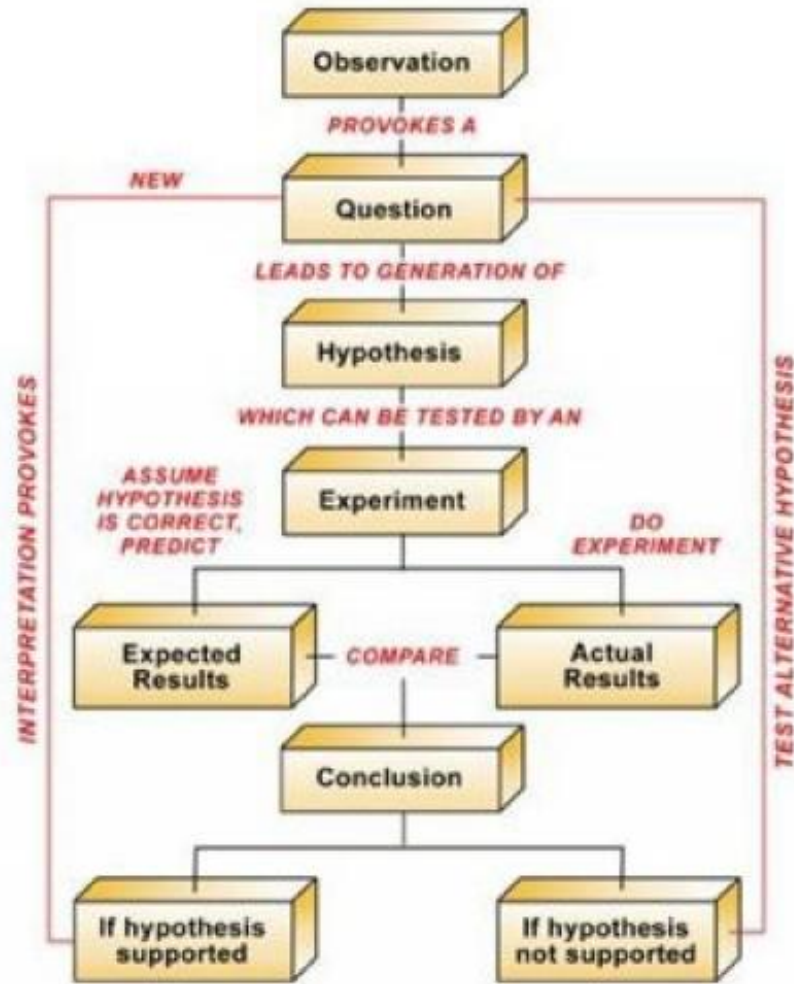 Observation
PROVOKES A
NEW
Question
LEADS TO GENERATION OF
Hypothesis
WHICH CAN BE TESTED BY AN
Experiment
ASSUME
HYPOTHESIS
IS CORRECT,
PREDICT
DO
EXPERIMENT
Expected
Results
COMPARE
Actual
Results
Conclusion
If hypothesis
supported
If hypothesis
not supported
INTERPRETATION PROVOKES
TEST ALTERNATIVE HYPOTHESIS